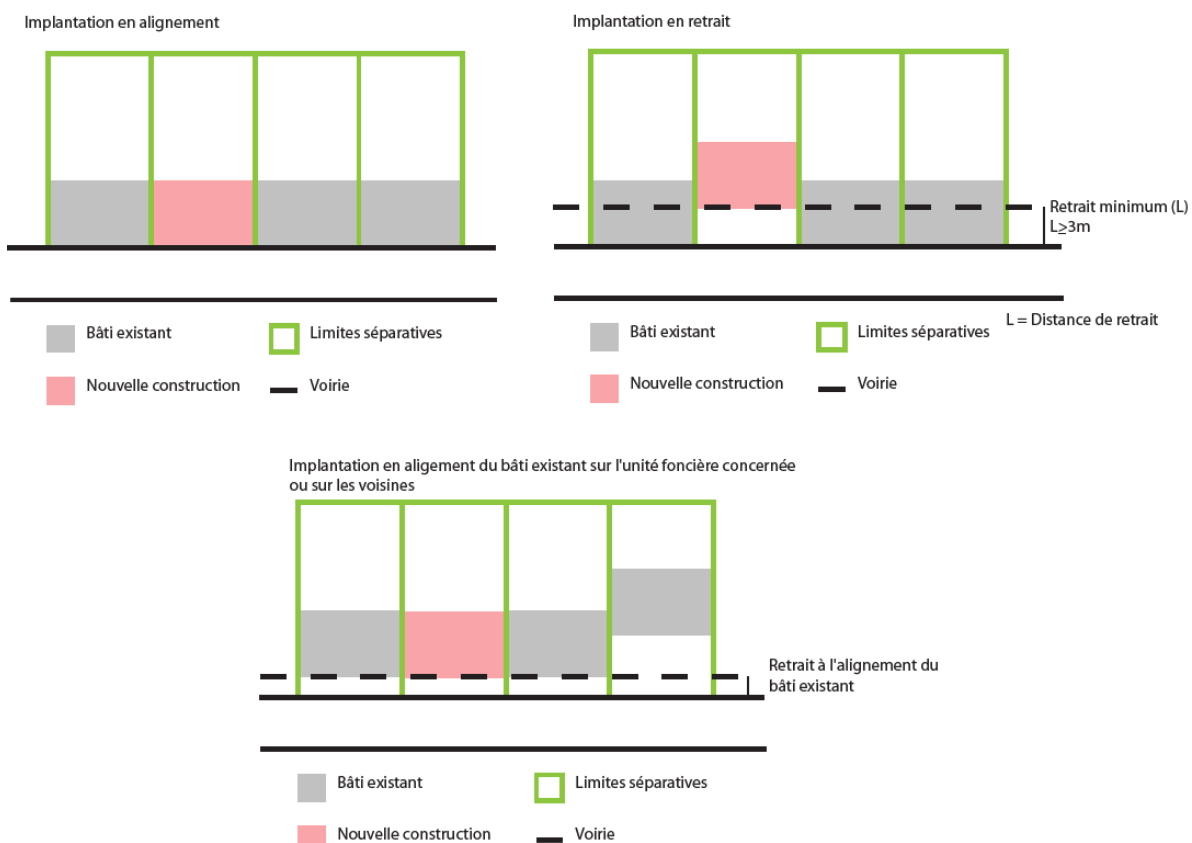 Implantation en alignement
Bâti existant
Limites séparatives
Nouvelle construction
Voirie
Implantation en retrait
Retrait minimum (L)
L≥3m
L = Distance de retrait
Bâti existant
Limites séparatives
Nouvelle construction
Voirie
Implantation en aligement du bâti existant sur l'unité foncière concernée
ou sur les voisines
Retrait à l'alignement du
bâti existant
Bâti existant
Limites séparatives
Nouvelle construction
Voirie